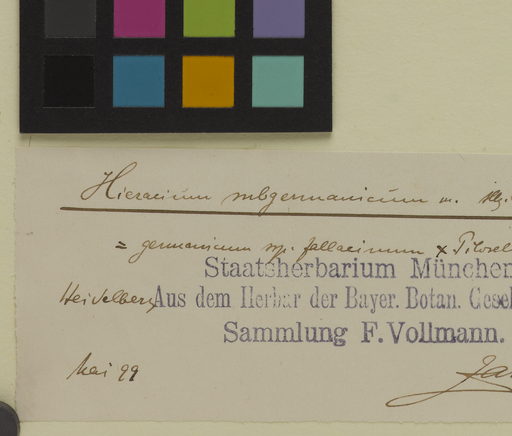 Hieracium subgermanicum m.
= germanicum ssp. fallacinum × Pilosel
Staatsherbarium München
Heidelberg
Aus dem Herbar der Bayer. Botan. Gesel
Sammlung F. Vollmann.
Mai 99